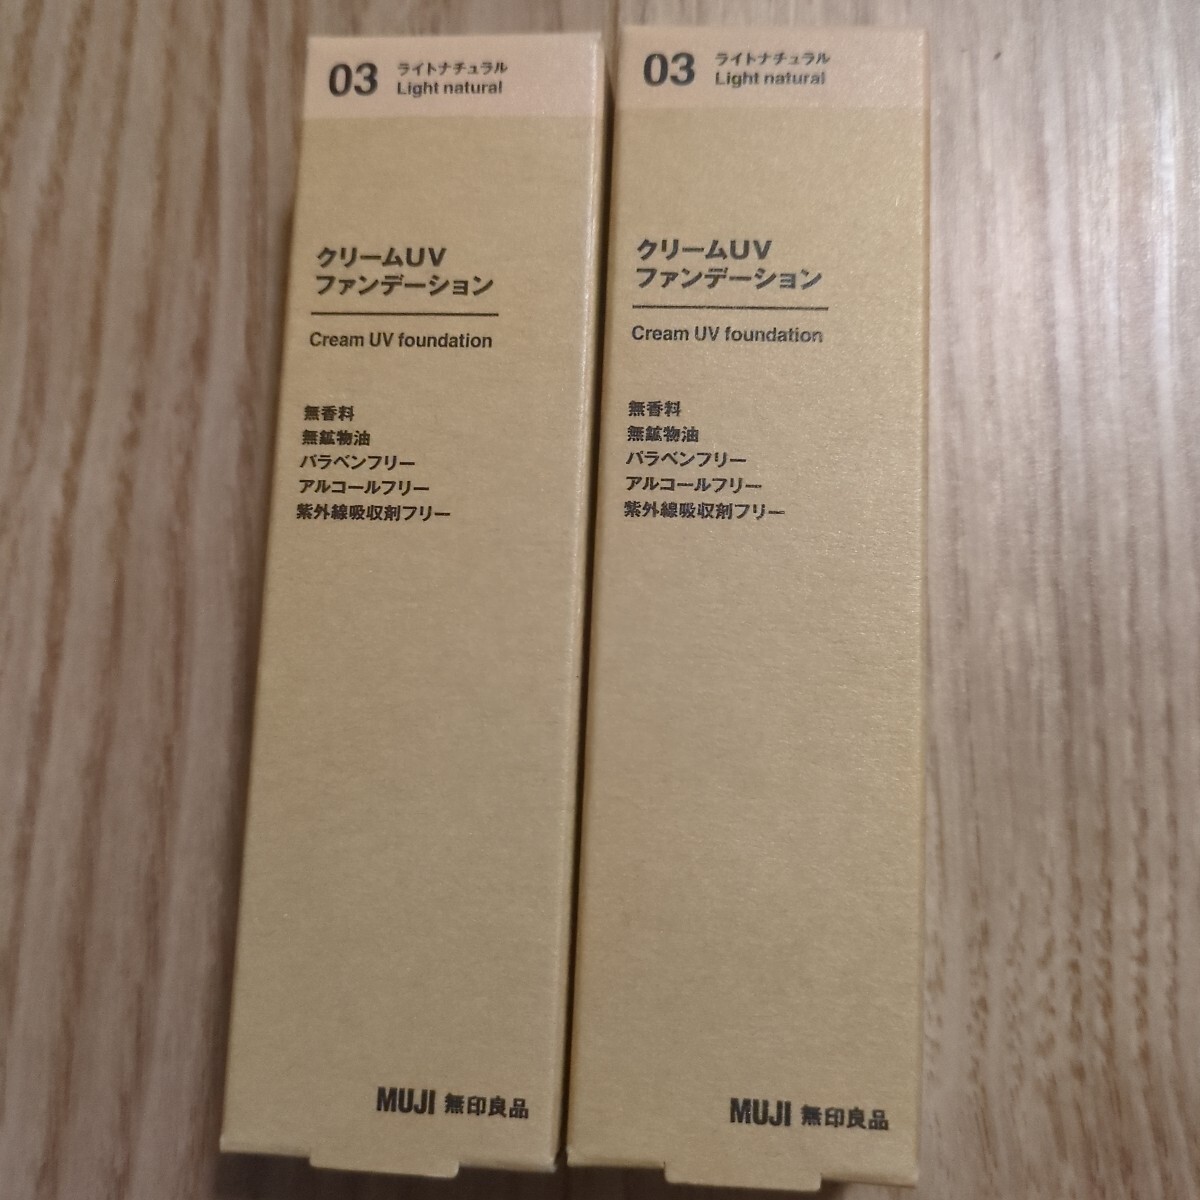 03 ライトナチュラル
Light natural
クリームUV
ファンデーション
Cream UV foundation
無香料
無鉱物油
パラベンフリー
アルコールフリー
紫外線吸収剤フリー
MUJI 無印良品
03 ライトナチュラル
Light natural
クリームUV
ファンデーション
Cream UV foundation
無香料
無鉱物油
パラベンフリー
アルコールフリー
紫外線吸収剤フリー
MUJI 無印良品